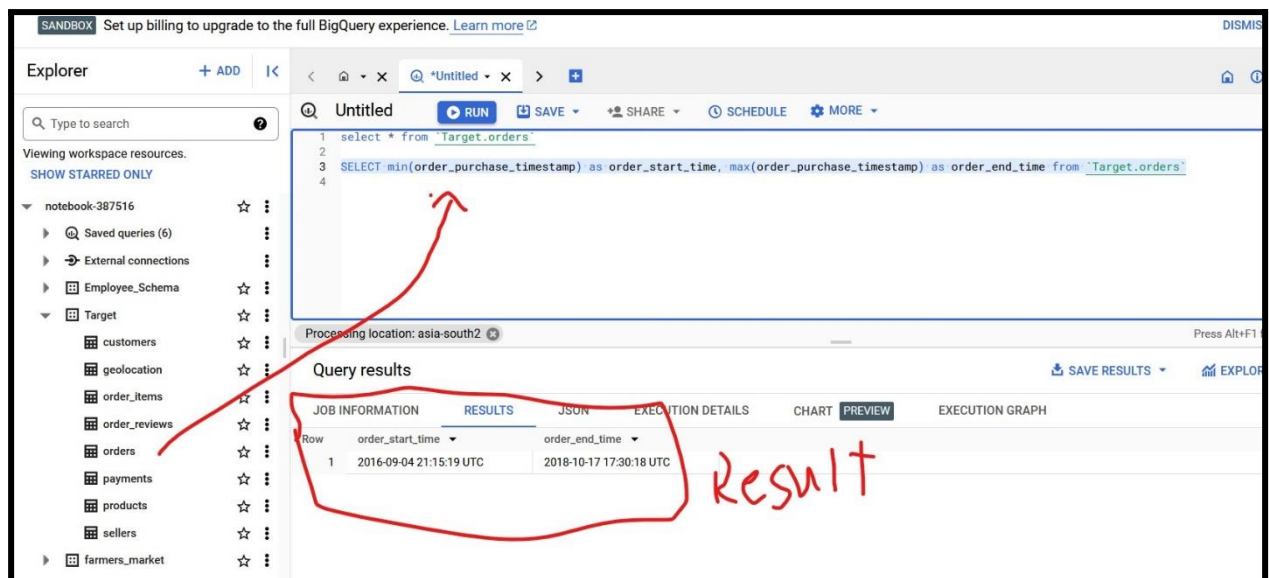 SANDBOX Set up billing to upgrade to the full BigQuery experience. Learn more DISMIS
Explorer + ADD
*Untitled
Untitled RUN SAVE SHARE SCHEDULE MORE
Type to search
Viewing workspace resources.
SHOW STARRED ONLY
notebook-387516
Saved queries (6)
External connections
Employee_Schema
Target
customers
geolocation
order_items
order_reviews
orders
payments
products
sellers
farmers_market
1 select * from `Target.orders`
2
3 SELECT min(order_purchase_timestamp) as order_start_time, max(order_purchase_timestamp) as order_end_time from `Target.orders`
4
Processing location: asia-south2 Press Alt+F1
Query results SAVE RESULTS EXPLOR
JOB INFORMATION RESULTS JSON EXECUTION DETAILS CHART PREVIEW EXECUTION GRAPH
Row order_start_time order_end_time
1 2016-09-04 21:15:19 UTC 2018-10-17 17:30:18 UTC
Result